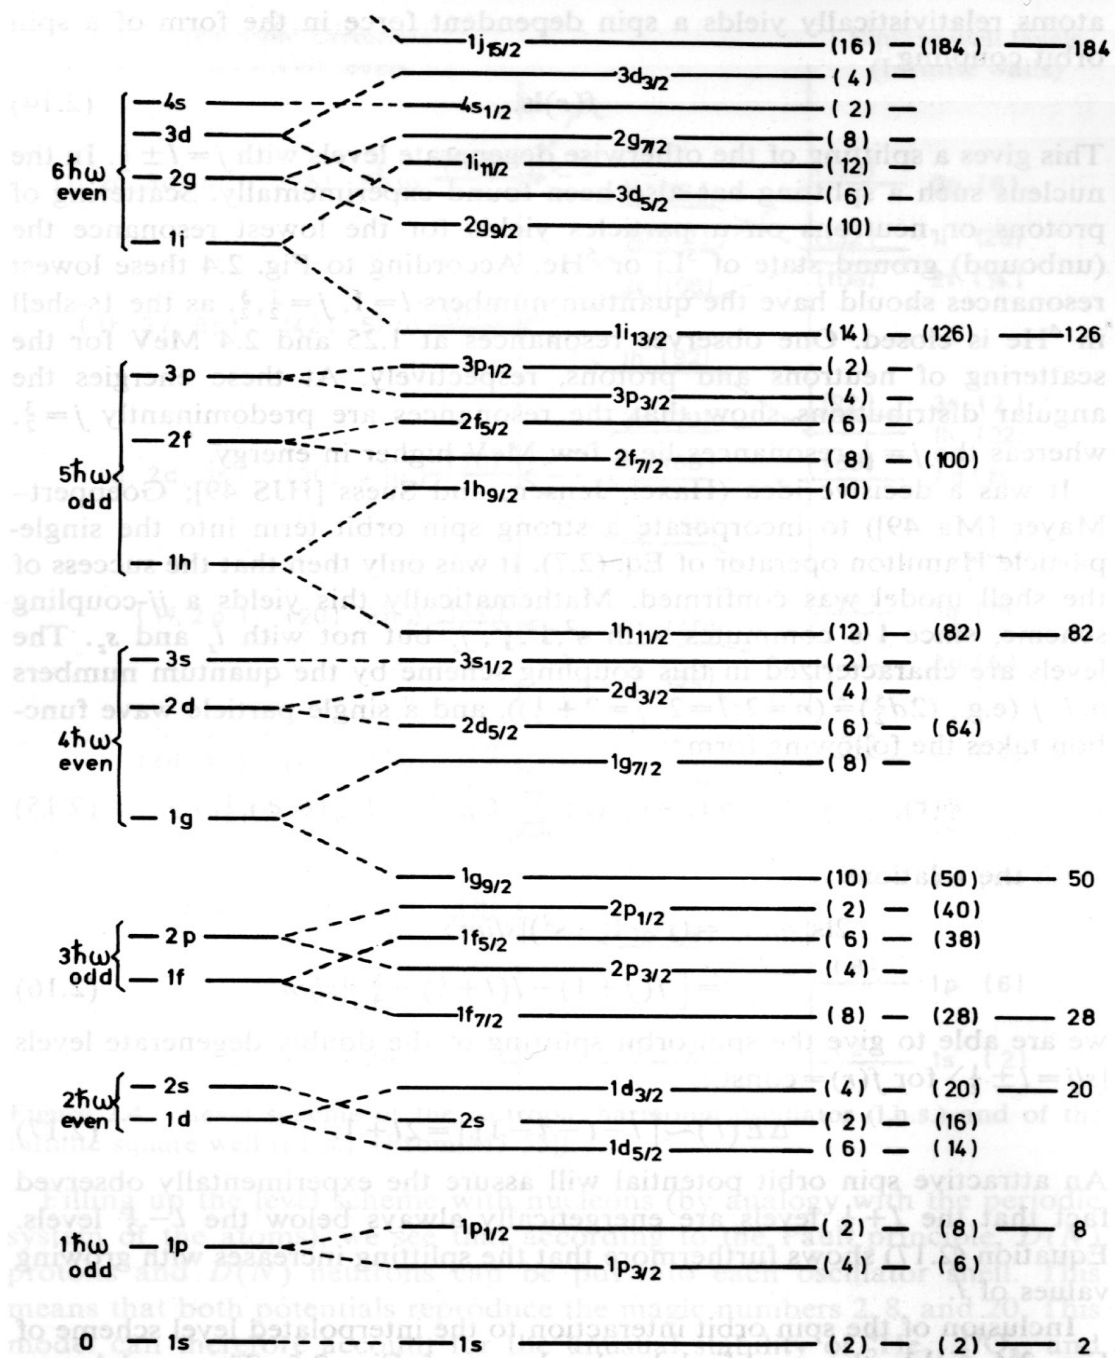 1j15/2 (16) (184) 184
3d3/2 (4)
4s 4s1/2 (2)
3d 2g7/2 (8)
6ħω even 2g 1i11/2 (12)
3d5/2 (6)
2g9/2 (10)
1i
1i13/2 (14) (126) 126
3p 3p1/2 (2)
3p3/2 (4)
2f 2f5/2 (6)
2f7/2 (8) (100)
5ħω odd 1h9/2 (10)
1h
1h11/2 (12) (82) 82
3s 3s1/2 (2)
2d3/2 (4)
2d 2d5/2 (6) (64)
4ħω even 1g7/2 (8)
1g
1g9/2 (10) (50) 50
2p1/2 (2) (40)
2p 1f5/2 (6) (38)
3ħω odd 2p3/2 (4)
1f
1f7/2 (8) (28) 28
2s 1d3/2 (4) (20) 20
2ħω even 1d 2s (2) (16)
1d5/2 (6) (14)
1p1/2 (2) (8) 8
1ħω odd 1p
1p3/2 (4) (6)
0 1s 1s (2) (2) 2